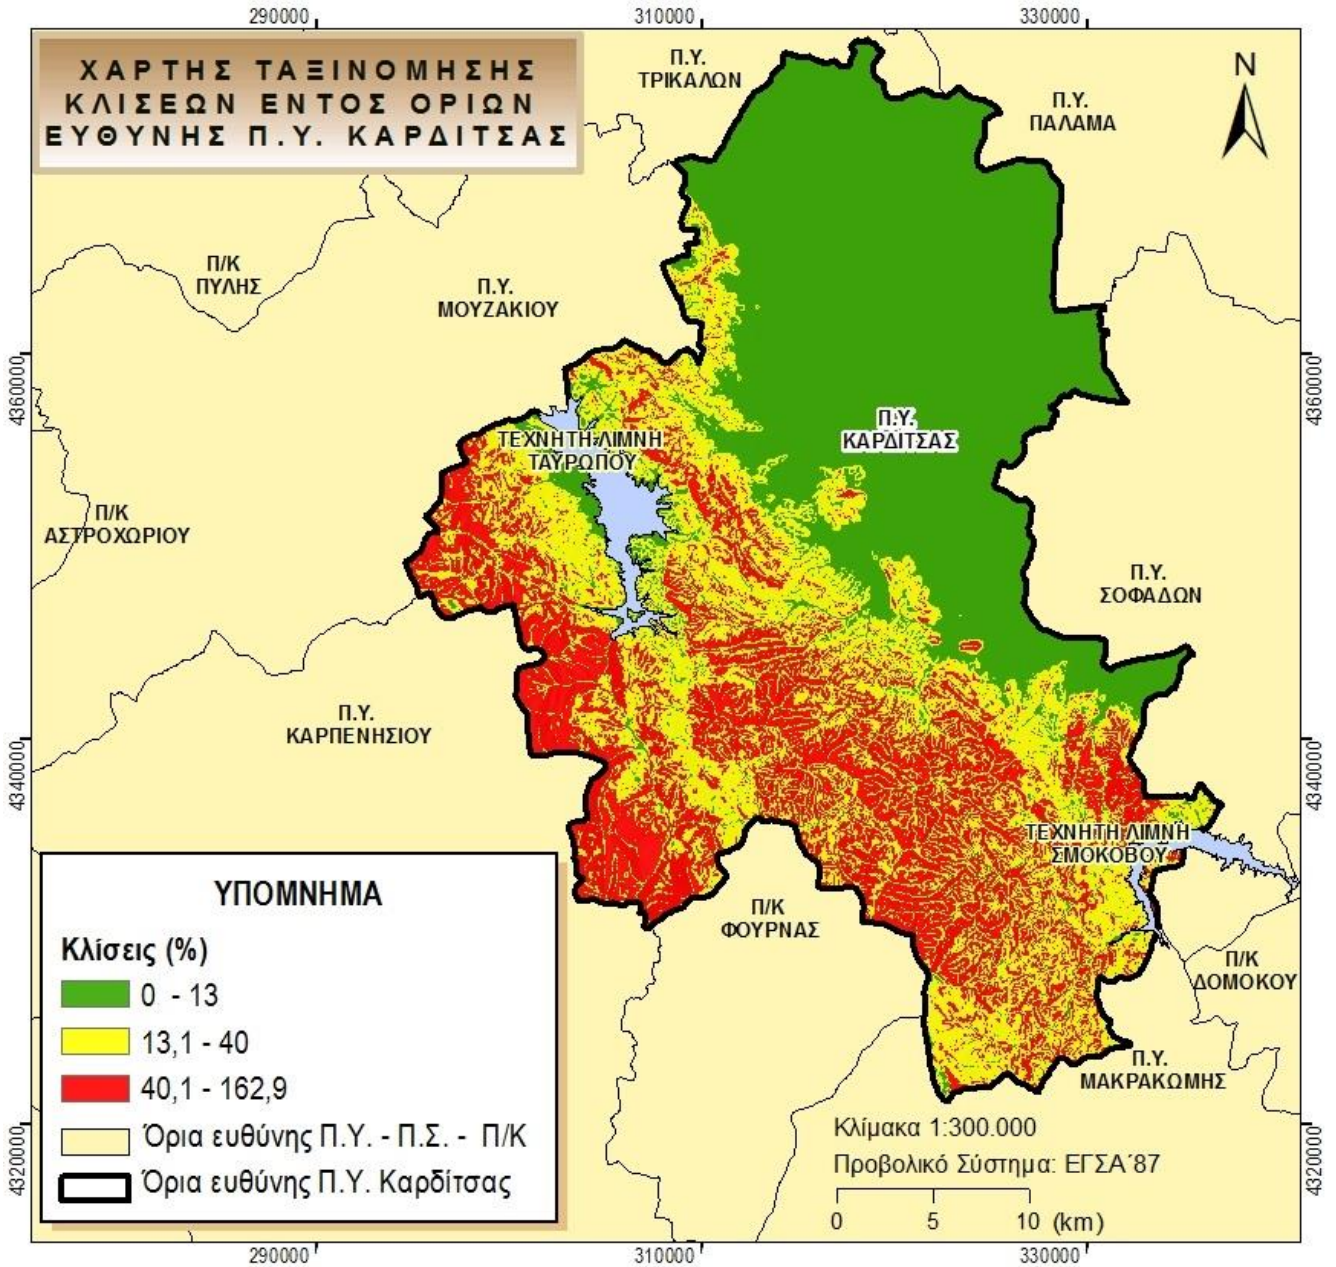 290000
310000
330000
ΧΑΡΤΗΣ ΤΑΞΙΝΟΜΗΣΗΣ
ΚΛΙΣΕΩΝ ΕΝΤΟΣ ΟΡΙΩΝ
ΕΥΘΥΝΗΣ Π.Υ. ΚΑΡΔΙΤΣΑΣ
Π.Υ.
ΤΡΙΚΑΛΩΝ
Π.Υ.
ΠΑΛΑΜΑ
N
Π/Κ
ΠΥΛΗΣ
Π.Υ.
ΜΟΥΖΑΚΙΟΥ
4360000
4360000
Π.Υ.
ΚΑΡΔΙΤΣΑΣ
ΤΕΧΝΗΤΗ ΛΙΜΝΗ
ΤΑΥΡΩΠΟΥ
Π/Κ
ΑΣΤΡΟΧΩΡΙΟΥ
Π.Υ.
ΣΟΦΑΔΩΝ
Π.Υ.
ΚΑΡΠΕΝΗΣΙΟΥ
4340000
4340000
ΤΕΧΝΗΤΗ ΛΙΜΝΗ
ΣΜΟΚΟΒΟΥ
Π/Κ
ΦΟΥΡΝΑΣ
Π/Κ
ΔΟΜΟΚΟΥ
Π.Υ.
ΜΑΚΡΑΚΩΜΗΣ
ΥΠΟΜΝΗΜΑ
Κλίσεις (%)
0 - 13
13,1 - 40
40,1 - 162,9
Όρια ευθύνης Π.Υ. - Π.Σ. - Π/Κ
Όρια ευθύνης Π.Υ. Καρδίτσας
Κλίμακα 1:300.000
Προβολικό Σύστημα: ΕΓΣΑ΄87
0 5 10 (km)
4320000
4320000
290000
310000
330000